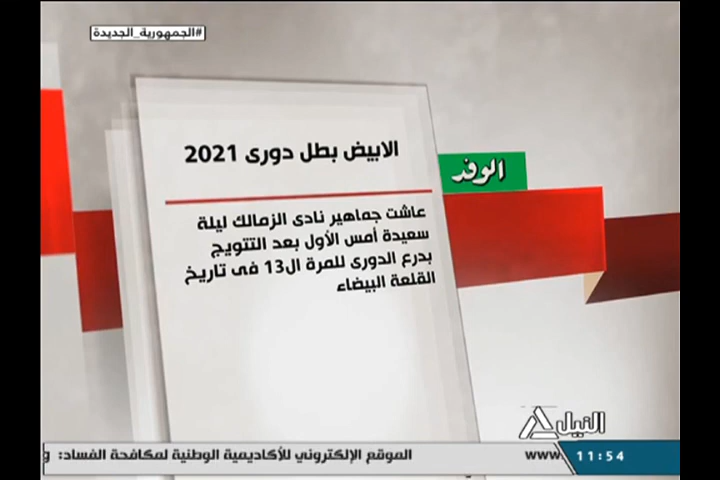 #الجمهورية_الجديدة
الابيض بطل دورى 2021
الوفد
عاشت جماهير نادى الزمالك ليلة
سعيدة أمس الأول بعد التتويج
بدرع الدورى للمرة ال13 فى تاريخ
القلعة البيضاء
النيل
الموقع الإلكتروني للأكاديمية الوطنية لمكافحة الفساد:
www.
11:54